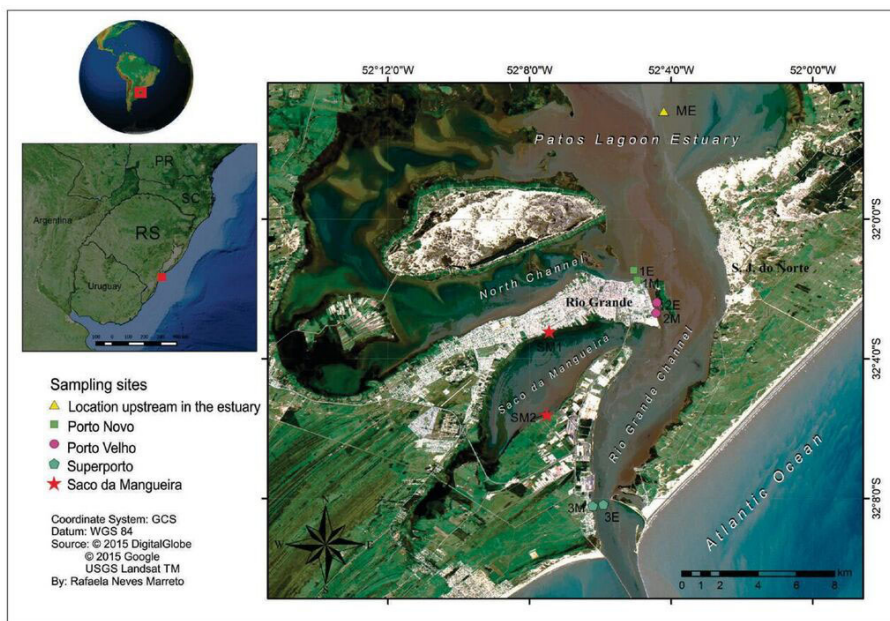 52°12'0"W 52°8'0"W 52°4'0"W 52°0'0"W
ME
Patos Lagoon Estuary
32°0'0"S
PR
SC
Argentina
RS
Uruguay
S. J. do Norte
1E
1M
North Channel
Rio Grande
2E
2M
32°4'0"S
SM1
Saco da Mangueira
SM2
Rio Grande Channel
Atlantic Ocean
32°8'0"S
3M
3E
Sampling sites
Location upstream in the estuary
Porto Novo
Porto Velho
Superporto
Saco da Mangueira
Coordinate System: GCS
Datum: WGS 84
Source: © 2015 DigitalGlobe
© 2015 Google
USGS Landsat TM
By: Rafaela Neves Marreto
W E
S
km
0 1 2 4 6 8